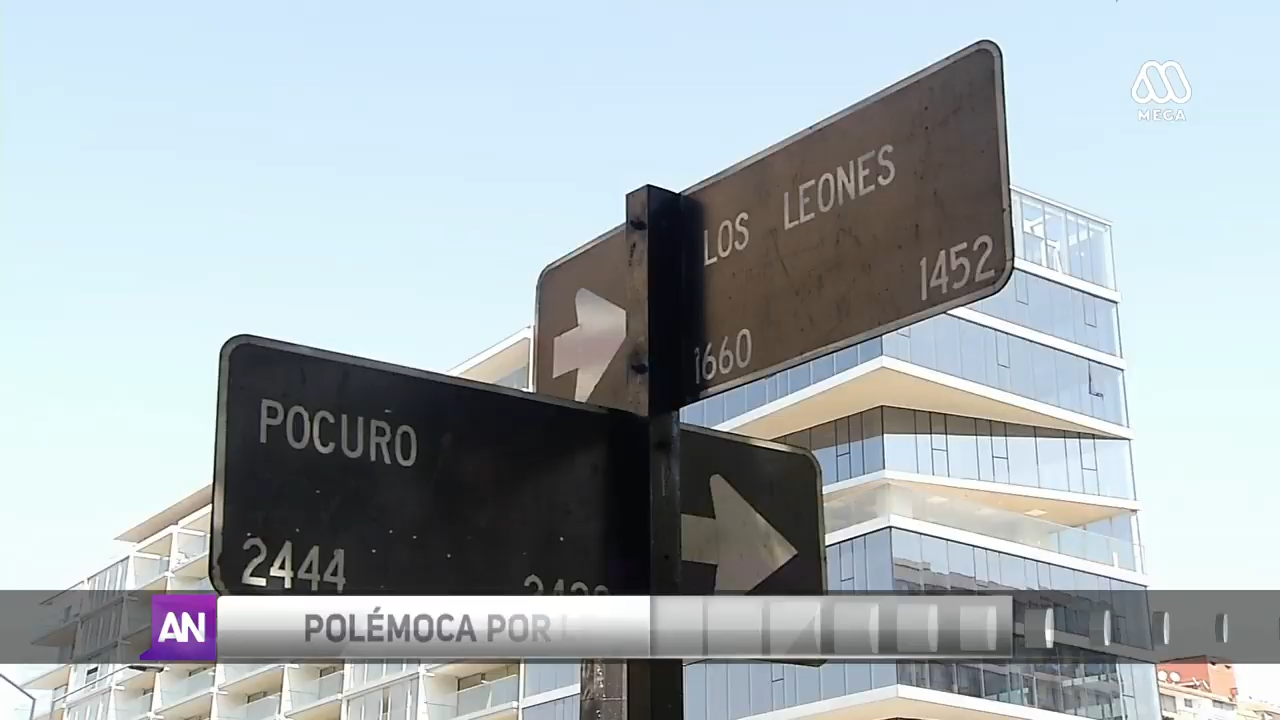 MEGA
LOS LEONES
1452
1660
POCURO
2444
AN POLÉMOCA POR